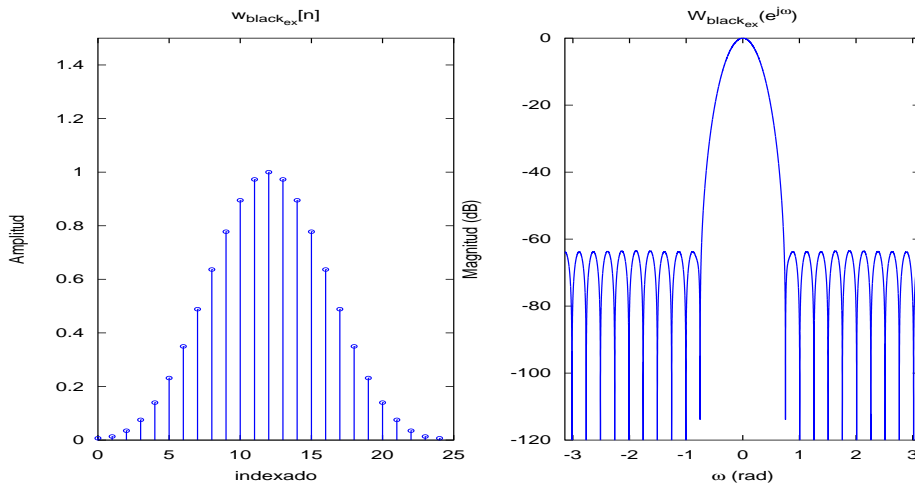 w_black_ex[n]
Amplitud
1.4
1.2
1
0.8
0.6
0.4
0.2
0
0 5 10 15 20 25
indexado
W_black_ex(e^jω)
Magnitud (dB)
0
-20
-40
-60
-80
-100
-120
-3 -2 -1 0 1 2 3
ω (rad)